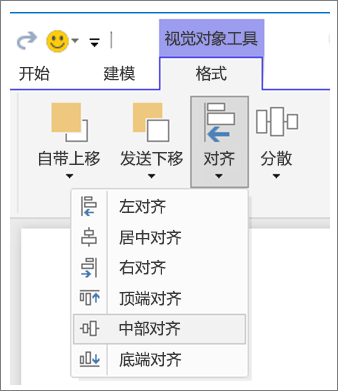 视觉对象工具
开始 建模 格式
自带上移 发送下移 对齐 分散
左对齐
居中对齐
右对齐
顶端对齐
中部对齐
底端对齐